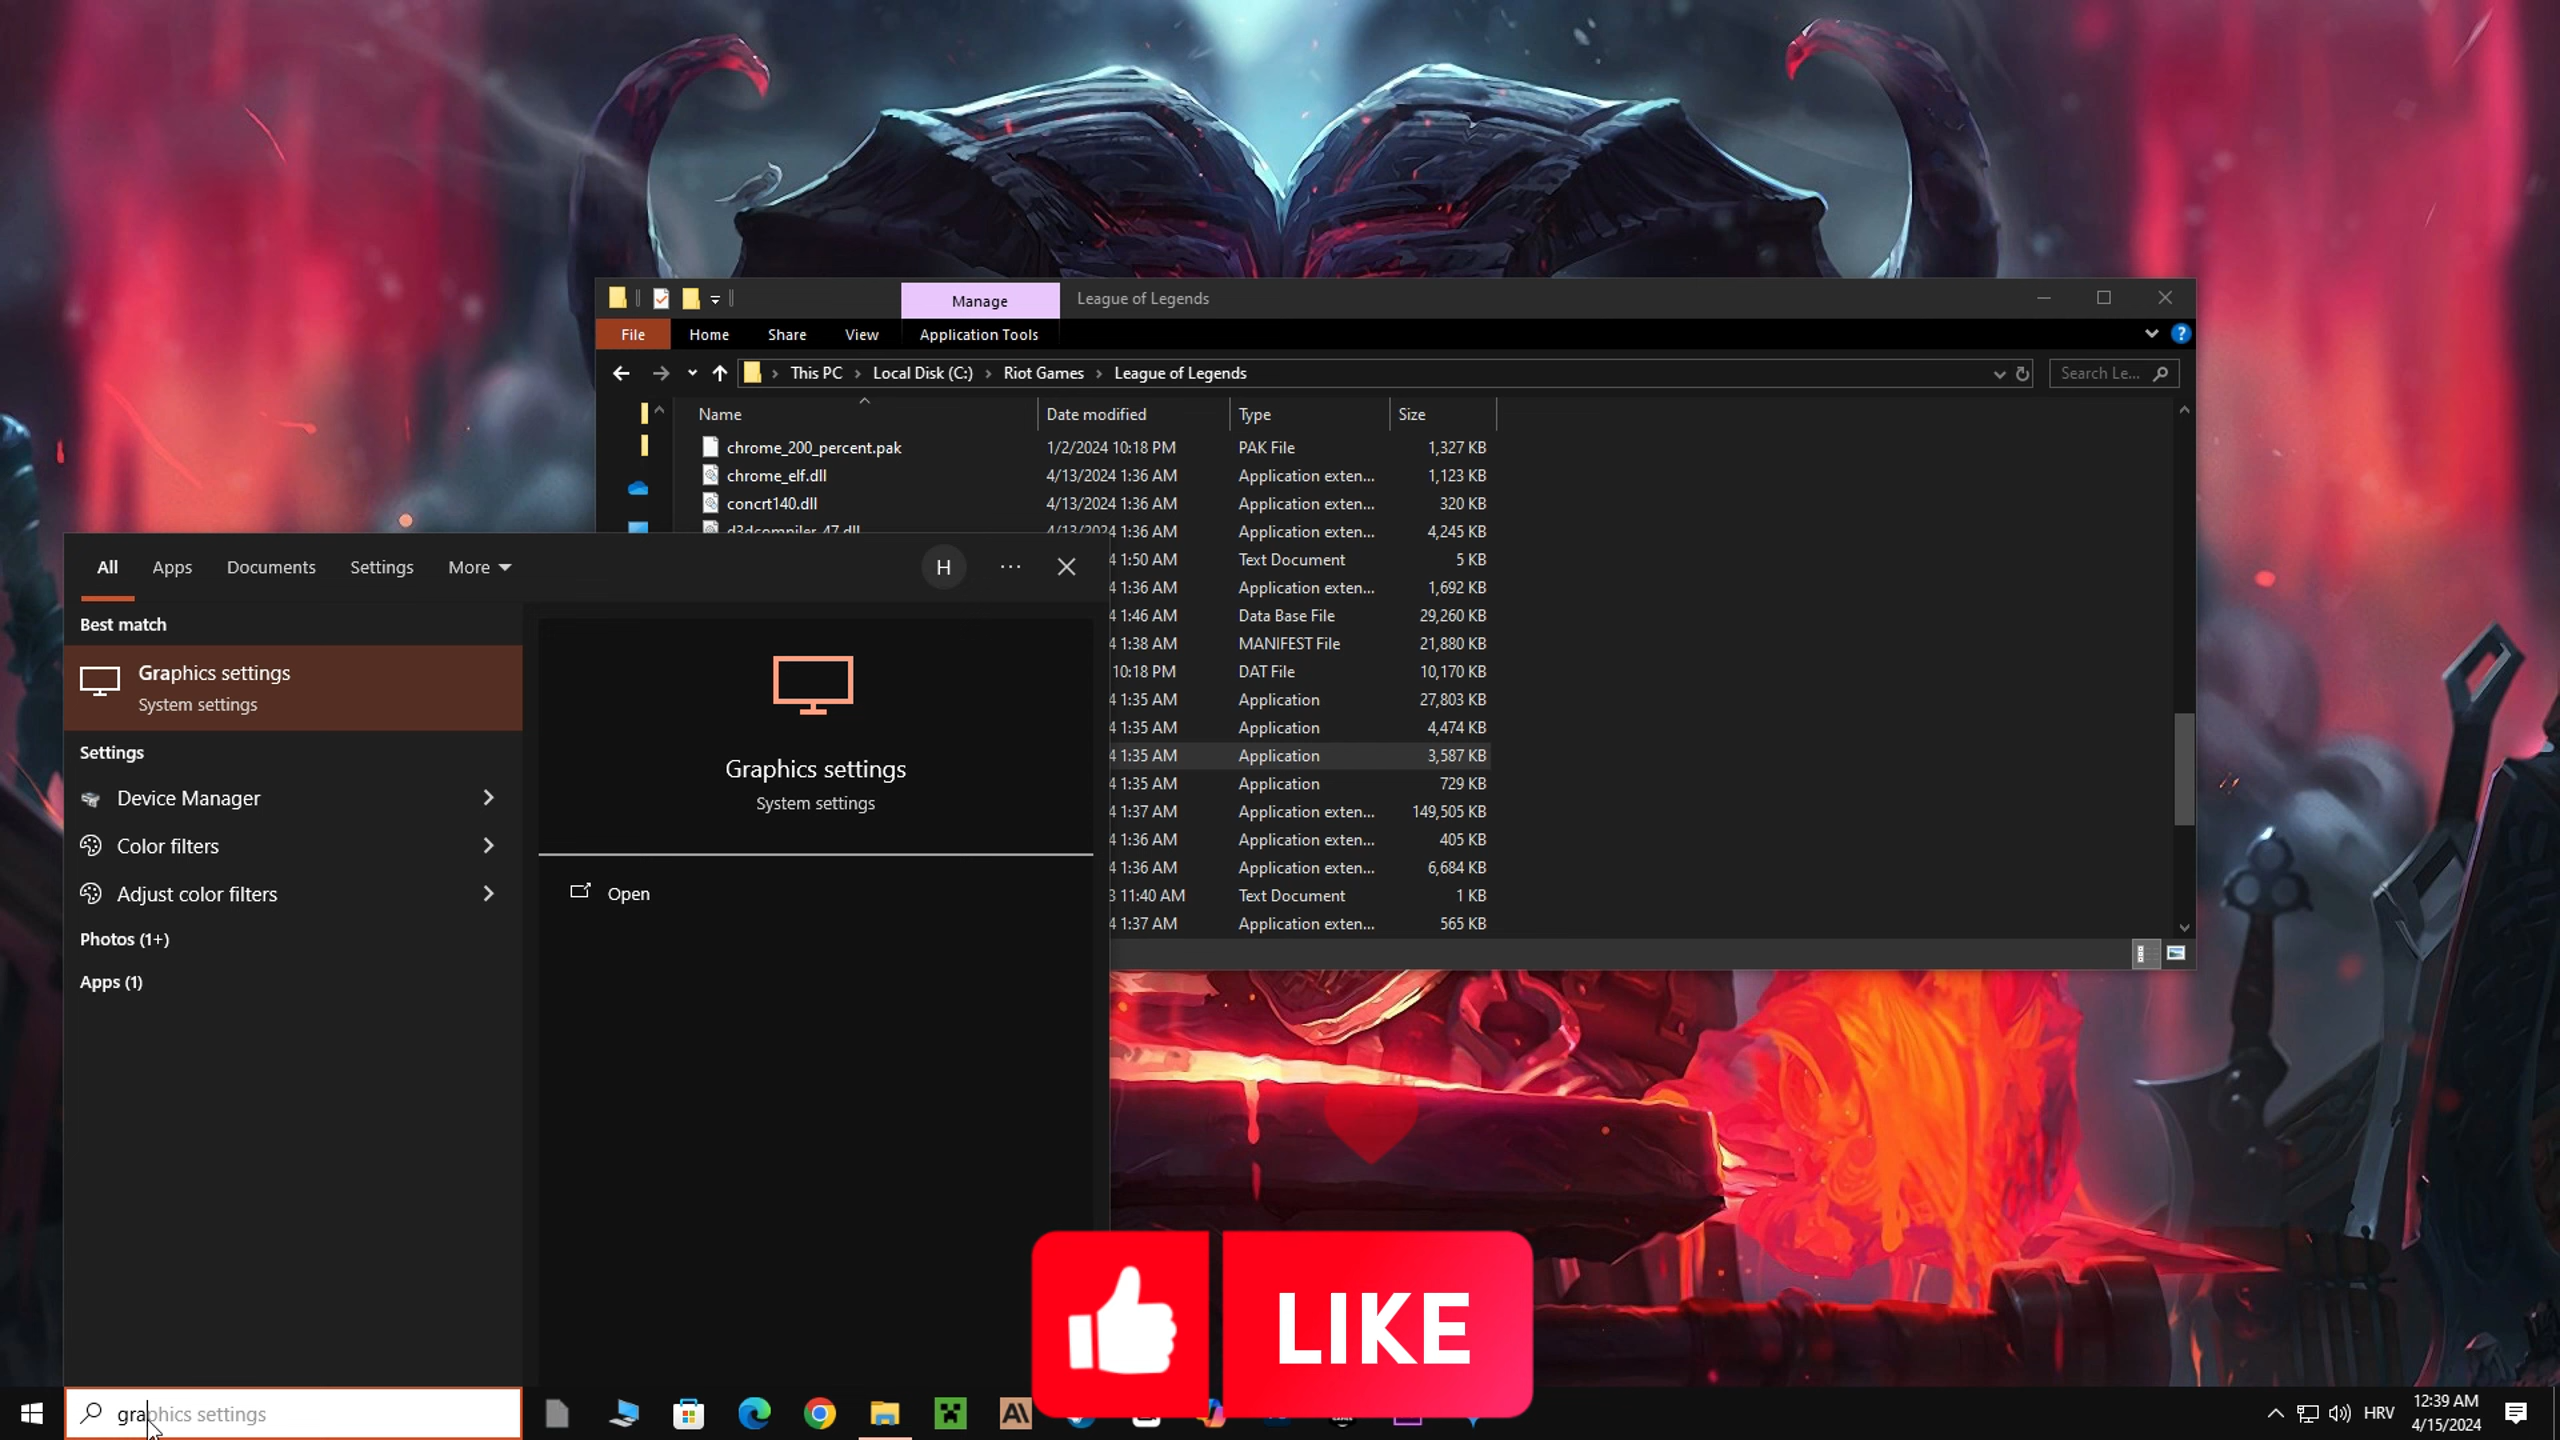 Manage
League of Legends
File
Home
Share
View
Application Tools
This PC
Local Disk (C:)
Riot Games
League of Legends
Search Le...
Name
Date modified
Type
Size
chrome_200_percent.pak 1/2/2024 10:18 PM PAK File 1,327 KB
chrome_elf.dll 4/13/2024 1:36 AM Application exten... 1,123 KB
concrt140.dll 4/13/2024 1:36 AM Application exten... 320 KB
d3dcompiler_47.dll 4/13/2024 1:36 AM Application exten... 4,245 KB
4 1:50 AM Text Document 5 KB
4 1:36 AM Application exten... 1,692 KB
4 1:46 AM Data Base File 29,260 KB
4 1:38 AM MANIFEST File 21,880 KB
10:18 PM DAT File 10,170 KB
4 1:35 AM Application 27,803 KB
4 1:35 AM Application 4,474 KB
4 1:35 AM Application 3,587 KB
4 1:35 AM Application 729 KB
4 1:37 AM Application exten... 149,505 KB
4 1:36 AM Application exten... 405 KB
4 1:36 AM Application exten... 6,684 KB
3 11:40 AM Text Document 1 KB
4 1:37 AM Application exten... 565 KB
All
Apps
Documents
Settings
More
H
Best match
Graphics settings
System settings
Settings
Device Manager
Color filters
Adjust color filters
Photos (1+)
Apps (1)
Graphics settings
System settings
Open
LIKE
graphics settings
HRV
12:39 AM
4/15/2024